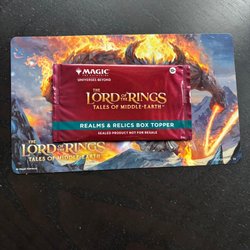 MAGIC
UNIVERSES BEYOND
THE
LORD OF THE RINGS
TALES OF MIDDLE-EARTH
REALMS & RELICS BOX TOPPER
SEALED PRODUCT NOT FOR RESALE
THE
LORD OF THE RINGS
TALES OF MIDDLE-EARTH